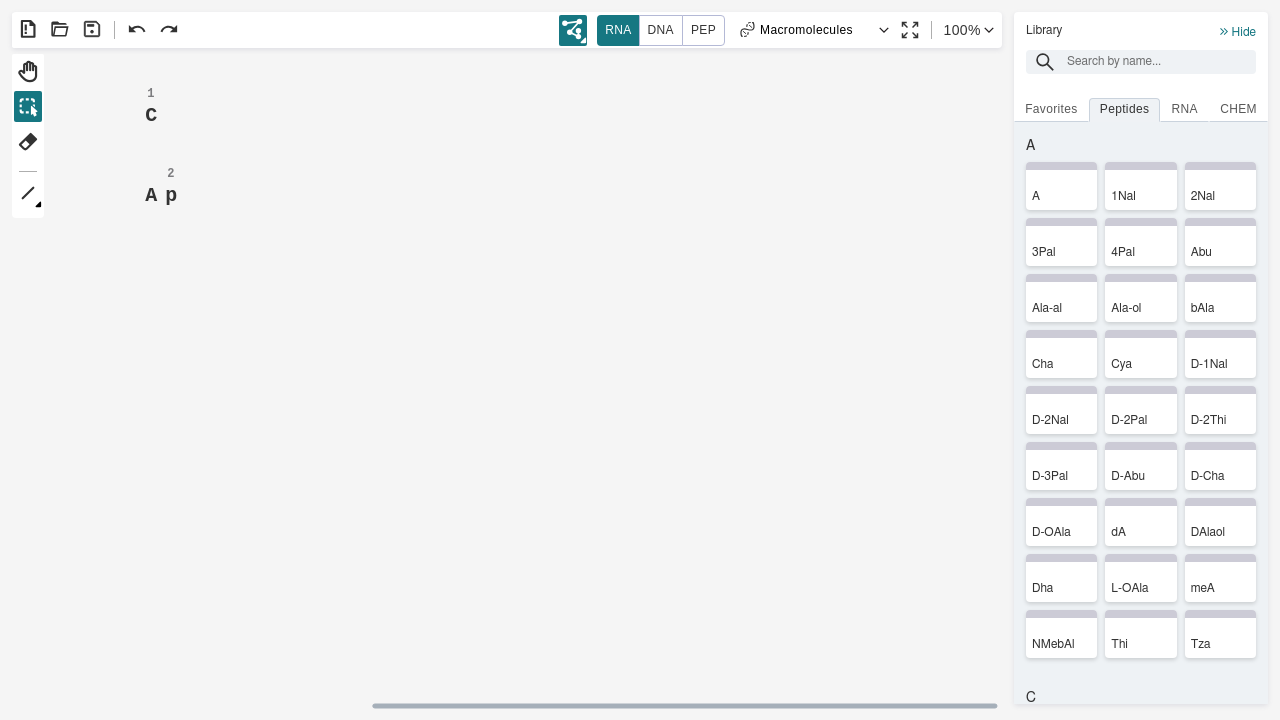 RNA DNA PEP Macromolecules 100%
1
C
2
A p
Library
Hide
Search by name...
Favorites Peptides RNA CHEM
A
A 1Nal 2Nal
3Pal 4Pal Abu
Ala-al Ala-ol bAla
Cha Cya D-1Nal
D-2Nal D-2Pal D-2Thi
D-3Pal D-Abu D-Cha
D-OAla dA DAlaol
Dha L-OAla meA
NMebAl Thi Tza
C